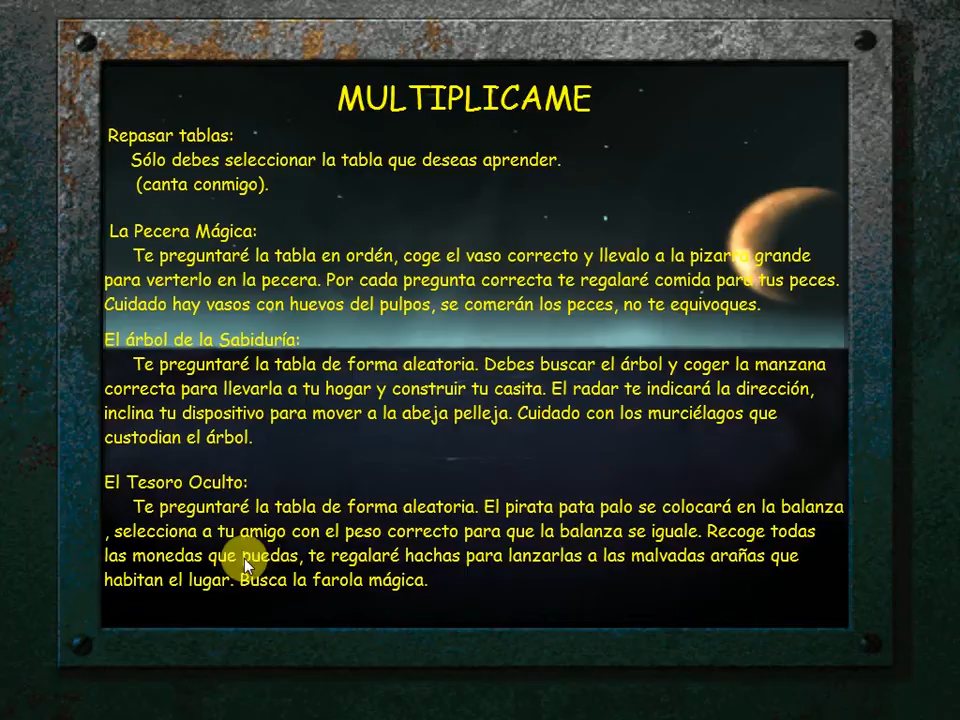 MULTIPLICAME
Repasar tablas:
Sólo debes seleccionar la tabla que deseas aprender.
(canta conmigo).
La Pecera Mágica:
Te preguntaré la tabla en ordén, coge el vaso correcto y llevalo a la pizarra grande
para verterlo en la pecera. Por cada pregunta correcta te regalaré comida para tus peces.
Cuidado hay vasos con huevos del pulpos, se comerán los peces, no te equivoques.
El árbol de la Sabiduría:
Te preguntaré la tabla de forma aleatoria. Debes buscar el árbol y coger la manzana
correcta para llevarla a tu hogar y construir tu casita. El radar te indicará la dirección,
inclina tu dispositivo para mover a la abeja pelleja. Cuidado con los murciélagos que
custodian el árbol.
El Tesoro Oculto:
Te preguntaré la tabla de forma aleatoria. El pirata pata palo se colocará en la balanza
, selecciona a tu amigo con el peso correcto para que la balanza se iguale. Recoge todas
las monedas que puedas, te regalaré hachas para lanzarlas a las malvadas arañas que
habitan el lugar. Busca la farola mágica.